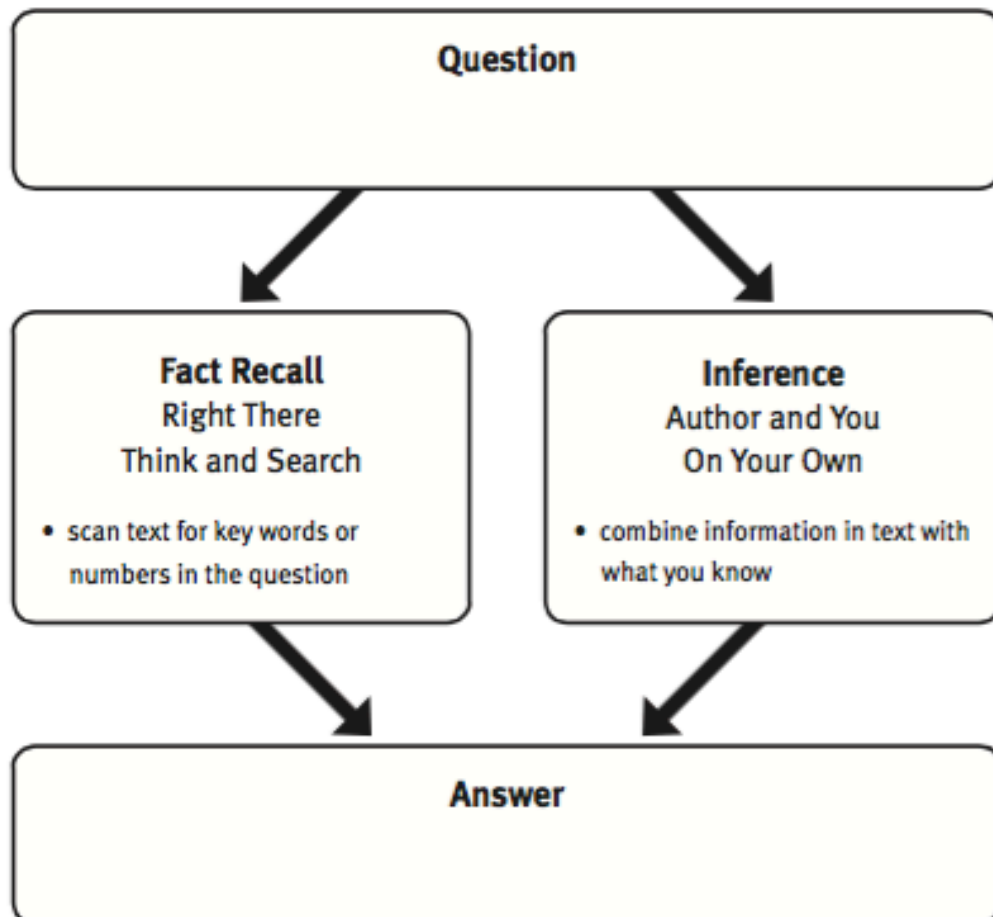 Question
Fact Recall
Right There
Think and Search
• scan text for key words or
numbers in the question
Inference
Author and You
On Your Own
• combine information in text with
what you know
Answer